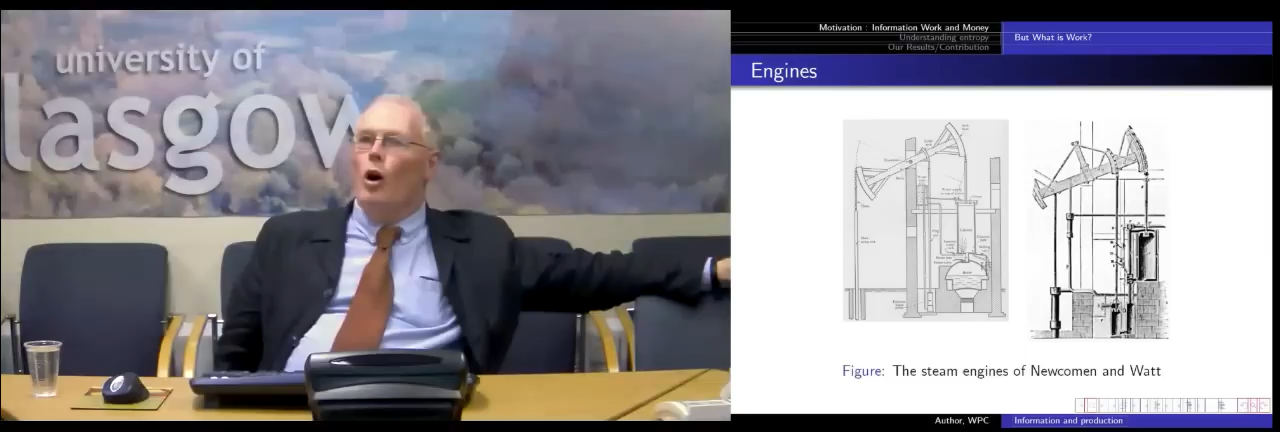 university of
lasgow
Motivation : Information Work and Money
Understanding entropy
Our Results/Contribution
But What is Work?
Engines
Figure: The steam engines of Newcomen and Watt
Author, WPC
Information and production